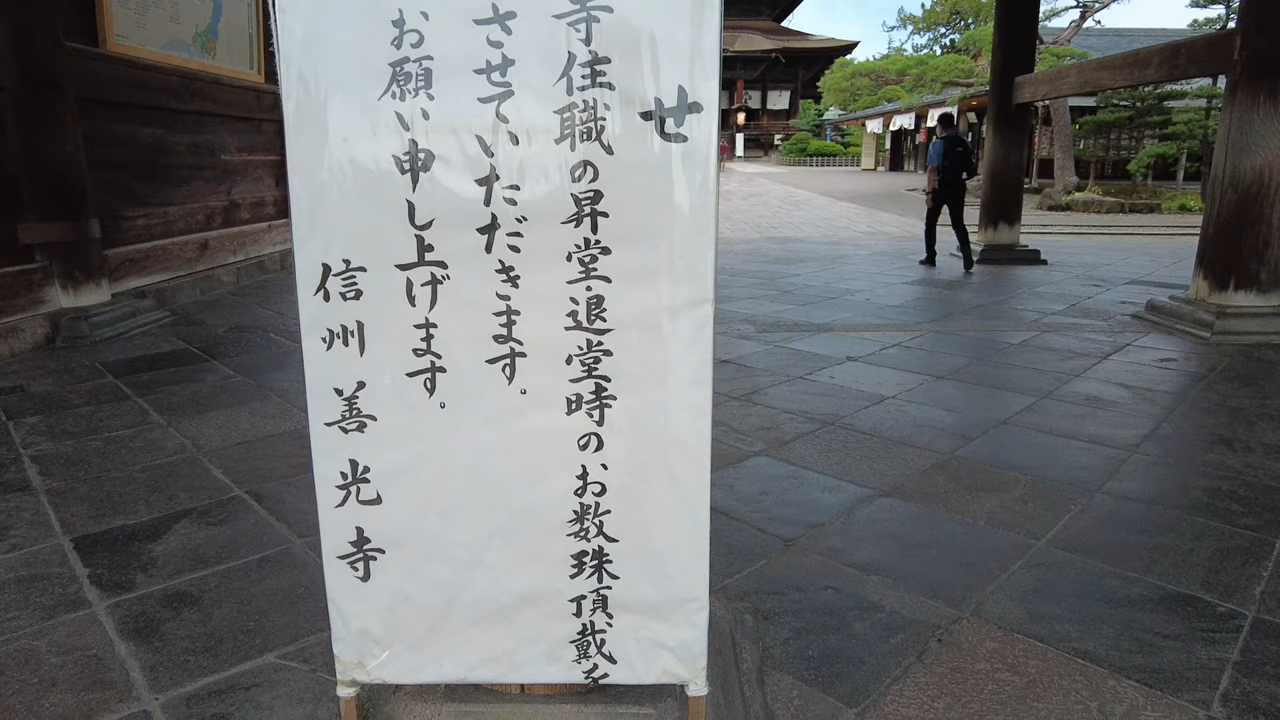 せ
寺住職の昇堂・退堂時のお数珠頂戴を
させていただきます。
お願い申し上げます。
信州善光寺